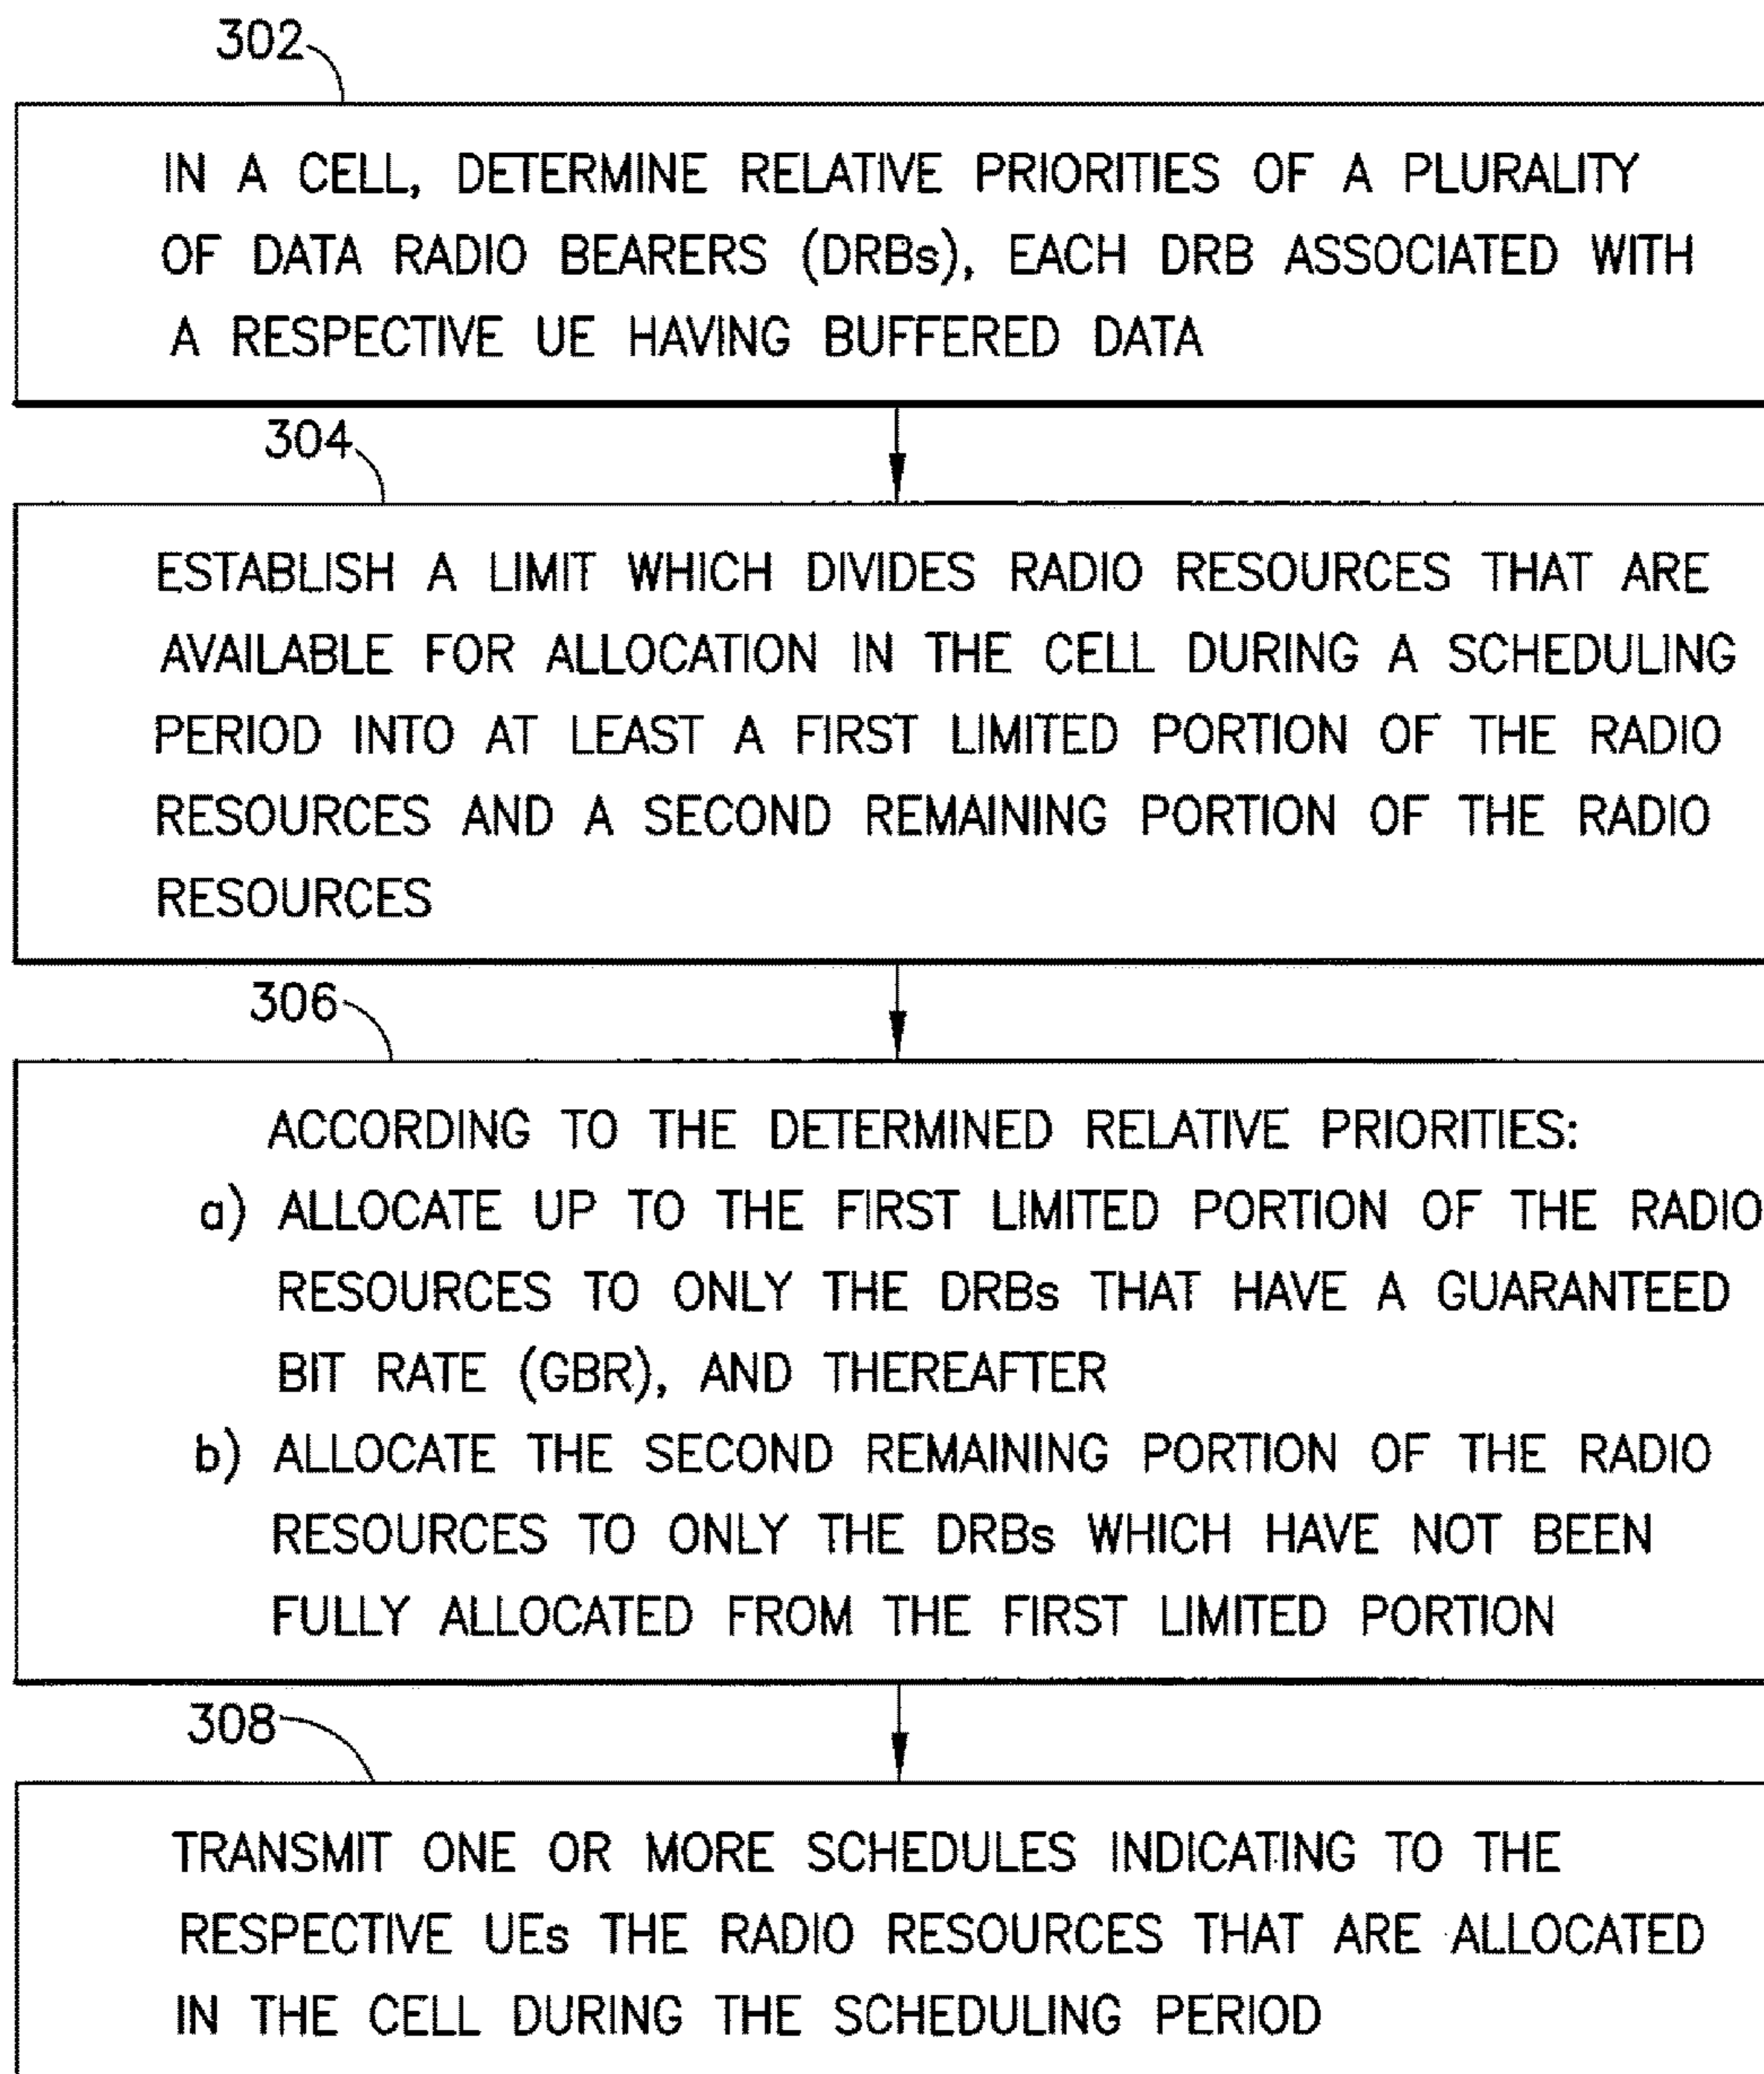 302
IN A CELL, DETERMINE RELATIVE PRIORITIES OF A PLURALITY
OF DATA RADIO BEARERS (DRBs), EACH DRB ASSOCIATED WITH
A RESPECTIVE UE HAVING BUFFERED DATA
304
ESTABLISH A LIMIT WHICH DIVIDES RADIO RESOURCES THAT ARE
AVAILABLE FOR ALLOCATION IN THE CELL DURING A SCHEDULING
PERIOD INTO AT LEAST A FIRST LIMITED PORTION OF THE RADIO
RESOURCES AND A SECOND REMAINING PORTION OF THE RADIO
RESOURCES
306
ACCORDING TO THE DETERMINED RELATIVE PRIORITIES:
a) ALLOCATE UP TO THE FIRST LIMITED PORTION OF THE RADIO
RESOURCES TO ONLY THE DRBs THAT HAVE A GUARANTEED
BIT RATE (GBR), AND THEREAFTER
b) ALLOCATE THE SECOND REMAINING PORTION OF THE RADIO
RESOURCES TO ONLY THE DRBs WHICH HAVE NOT BEEN
FULLY ALLOCATED FROM THE FIRST LIMITED PORTION
308
TRANSMIT ONE OR MORE SCHEDULES INDICATING TO THE
RESPECTIVE UEs THE RADIO RESOURCES THAT ARE ALLOCATED
IN THE CELL DURING THE SCHEDULING PERIOD